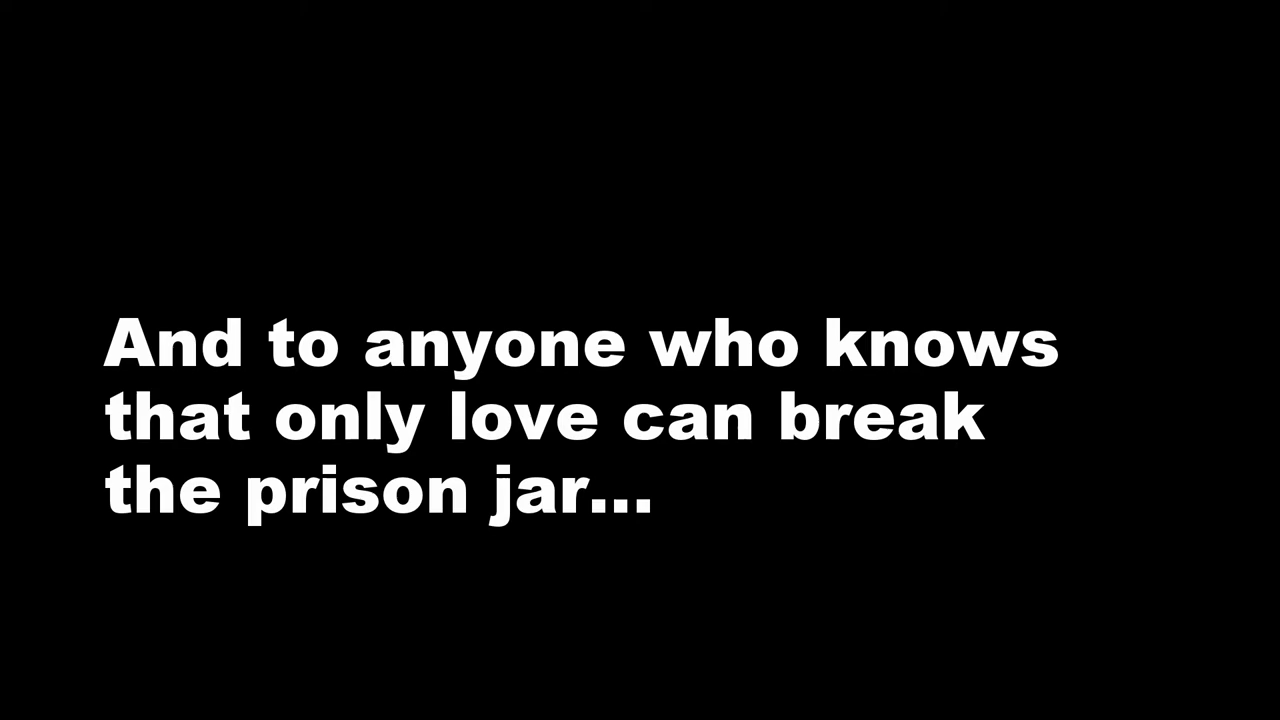 And to anyone who knows
that only love can break
the prison jar...